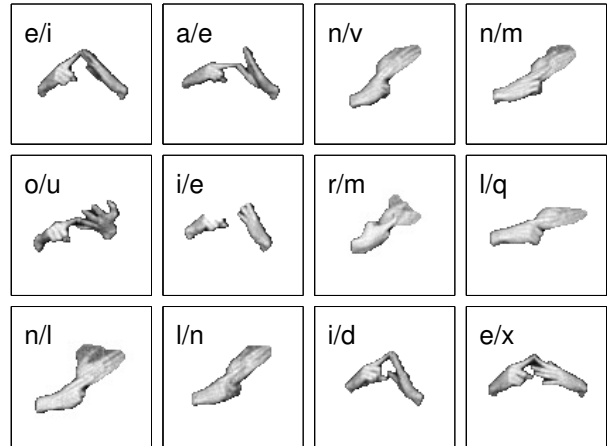 e/i a/e n/v n/m
o/u i/e r/m l/q
n/l l/n i/d e/x